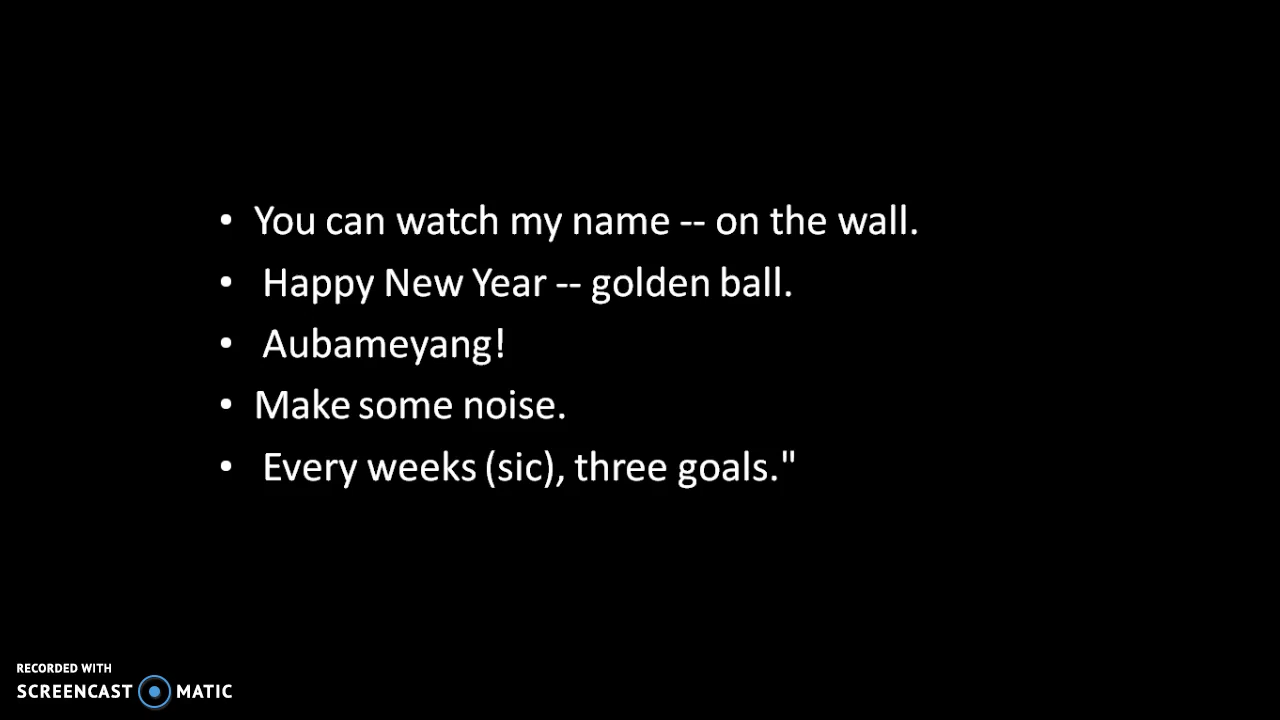 • You can watch my name -- on the wall.
• Happy New Year -- golden ball.
• Aubameyang!
• Make some noise.
• Every weeks (sic), three goals."
RECORDED WITH
SCREENCAST MATIC